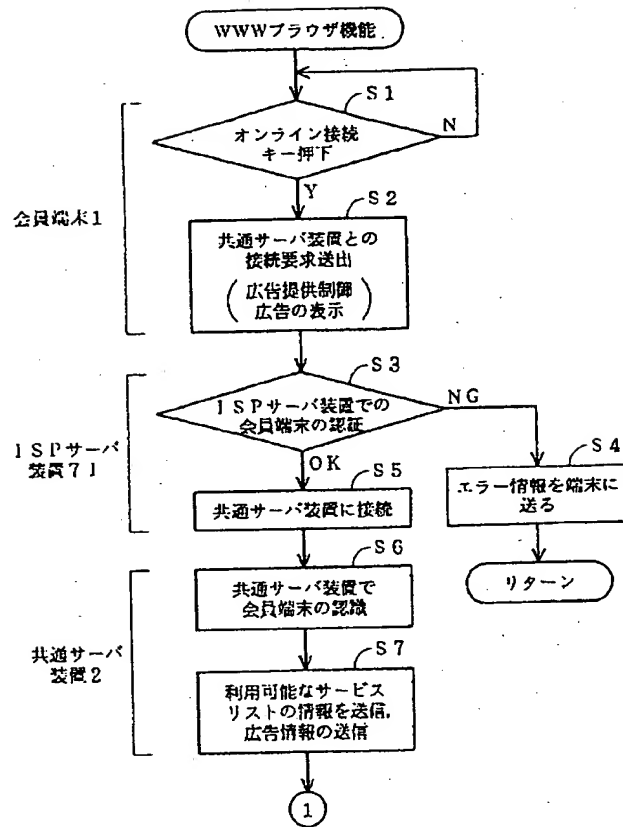 WWWブラウザ機能
S1
オンライン接続
キー押下
N
Y
会員端末1
S2
共通サーバ装置との
接続要求送出
(広告提供制御
広告の表示)
S3
ISPサーバ装置での
会員端末の認証
NG
OK
ISPサーバ
装置71
S4
エラー情報を端末に
送る
S5
共通サーバ装置に接続
リターン
S6
共通サーバ装置で
会員端末の認識
共通サーバ
装置2
S7
利用可能なサービス
リストの情報を送信,
広告情報の送信
1